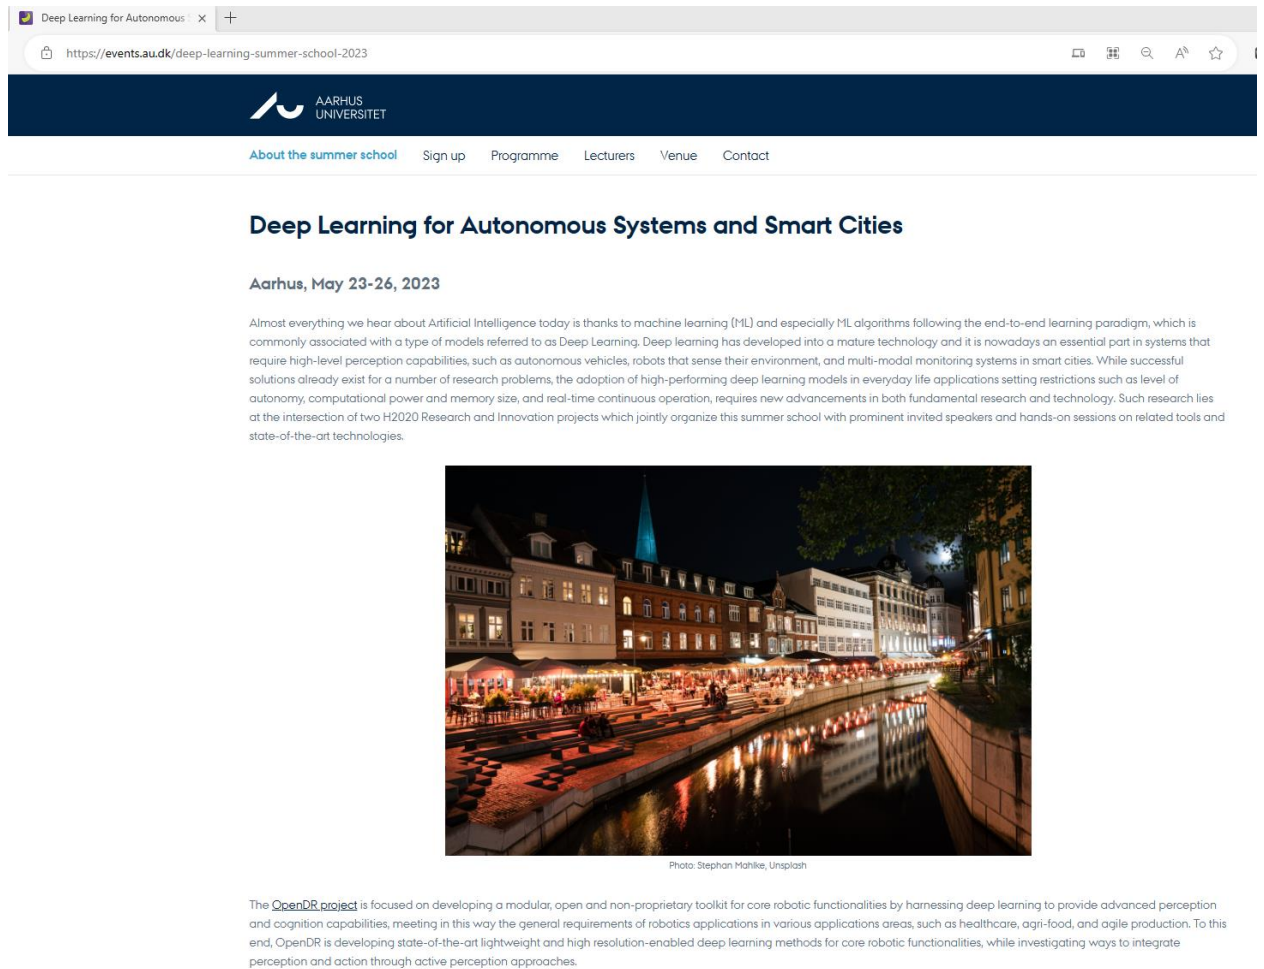 Deep Learning for Autonomous
https://events.au.dk/deep-learning-summer-school-2023
AARHUS
UNIVERSITET
About the summer school Sign up Programme Lecturers Venue Contact
Deep Learning for Autonomous Systems and Smart Cities
Aarhus, May 23-26, 2023
Almost everything we hear about Artificial Intelligence today is thanks to machine learning (ML) and especially ML algorithms following the end-to-end learning paradigm, which is
commonly associated with a type of models referred to as Deep Learning. Deep learning has developed into a mature technology and it is nowadays an essential part in systems that
require high-level perception capabilities, such as autonomous vehicles, robots that sense their environment, and multi-modal monitoring systems in smart cities. While successful
solutions already exist for a number of research problems, the adoption of high-performing deep learning models in everyday life applications setting restrictions such as level of
autonomy, computational power and memory size, and real-time continuous operation, requires new advancements in both fundamental research and technology. Such research lies
at the intersection of two H2020 Research and Innovation projects which jointly organize this summer school with prominent invited speakers and hands-on sessions on related tools and
state-of-the-art technologies.
Photo: Stephan Mahlke, Unsplash
The OpenDR project is focused on developing a modular, open and non-proprietary toolkit for core robotic functionalities by harnessing deep learning to provide advanced perception
and cognition capabilities, meeting in this way the general requirements of robotics applications in various applications areas, such as healthcare, agri-food, and agile production. To this
end, OpenDR is developing state-of-the-art lightweight and high resolution-enabled deep learning methods for core robotic functionalities, while investigating ways to integrate
perception and action through active perception approaches.